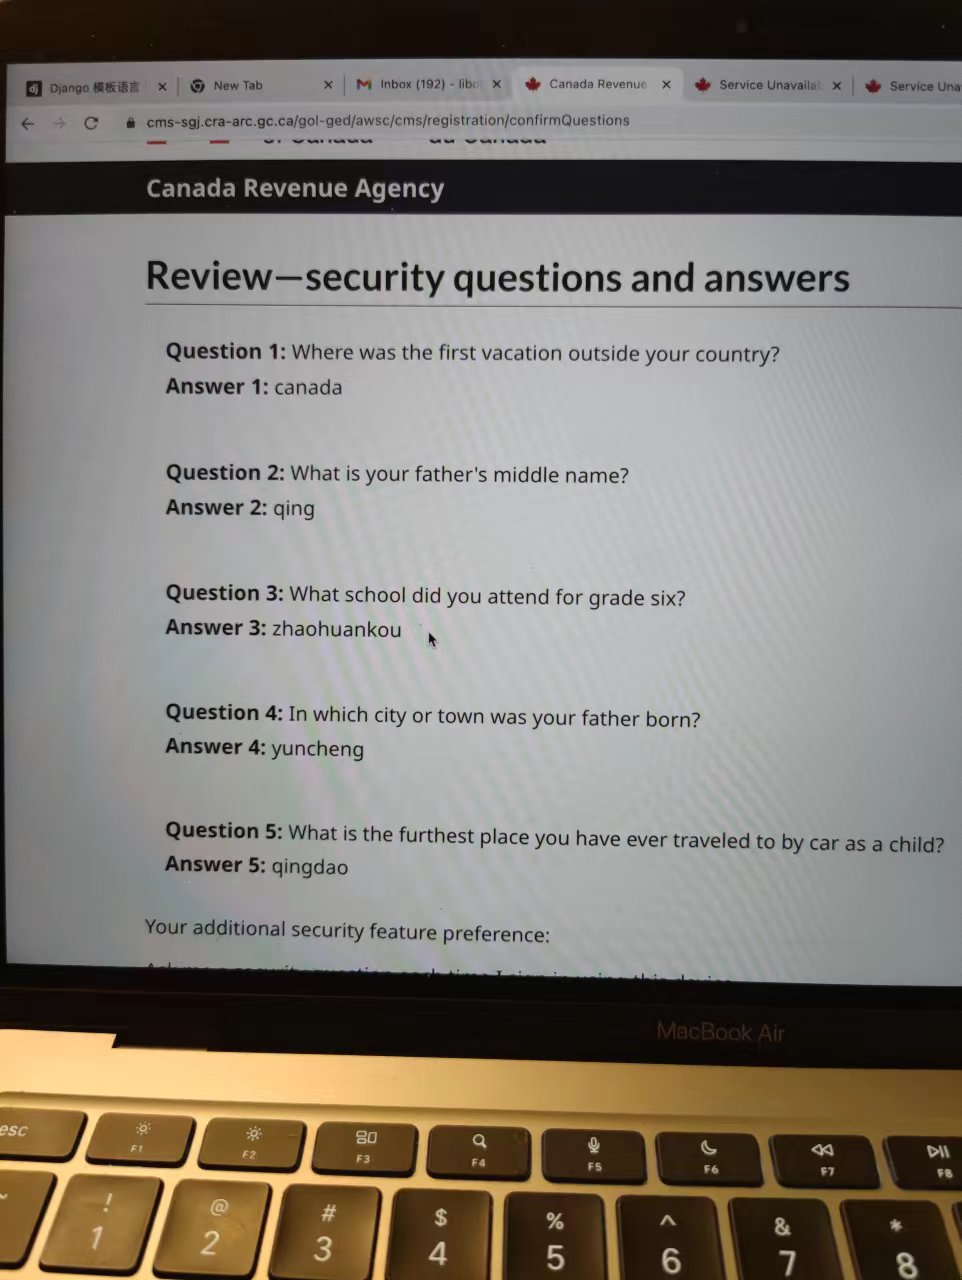 Django 模板语言
New Tab
Inbox (192) - libo
Canada Revenue
Service Unavailab
Service Una
cms-sgj.cra-arc.gc.ca/gol-ged/awsc/cms/registration/confirmQuestions
of Canada du Canada
Canada Revenue Agency
Review—security questions and answers
Question 1: Where was the first vacation outside your country?
Answer 1: canada
Question 2: What is your father's middle name?
Answer 2: qing
Question 3: What school did you attend for grade six?
Answer 3: zhaohuankou
Question 4: In which city or town was your father born?
Answer 4: yuncheng
Question 5: What is the furthest place you have ever traveled to by car as a child?
Answer 5: qingdao
Your additional security feature preference:
MacBook Air
esc
F1
F2
F3
F4
F5
F6
F7
F8
! @ # $ % ^ & *
1 2 3 4 5 6 7 8